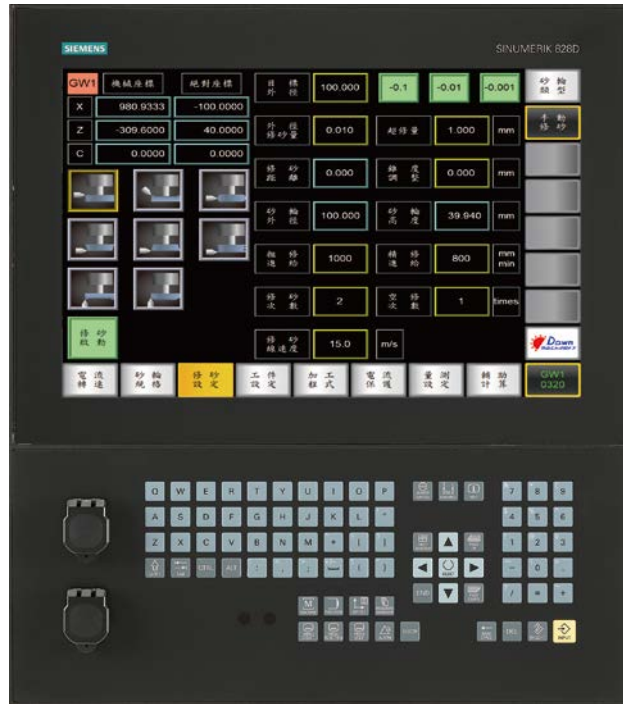 SIEMENS
SINUMERIK 828D
GW1 機械座標 絕對座標
X 980.9333 -100.0000
Z -309.6000 40.0000
C 0.0000 0.0000
目標外徑 100.000 -0.1 -0.01 -0.001
外徑修砂量 0.010 起修量 1.000 mm
修砂距離 0.000 錐度調整 0.000 mm
砂輪外徑 100.000 砂輪高度 39.940 mm
粗修進給 1000 精修進給 800 mm min
修砂次數 2 空修次數 1 times
修砂線速度 15.0 m/s
修砂啟動
砂輪類型
手動修砂
Dawn
電流轉速 砂輪規格 修砂設定 工件設定 加工程式 電流保護 量測設定 輔助計算 GW1 0320
Q W E R T Y U I O P 7 8 9
A S D F G H J K L 4 5 6
Z X C V B N M 1 2 3
CTRL ALT - 0 .
END / = +
DEL INPUT